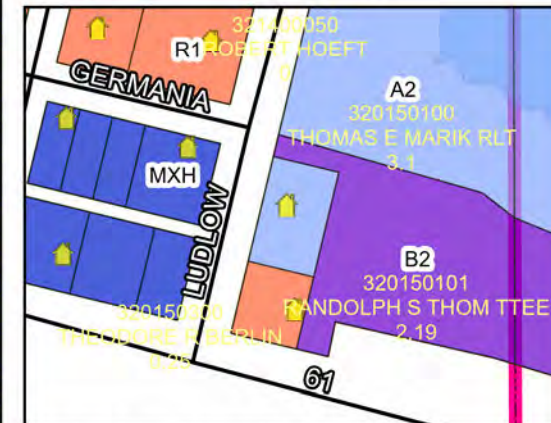 321400050
R1
ROBERT HOEFT
0
GERMANIA
A2
320150100
THOMAS E MARIK RLT
3.1
MXH
LUDLOW
B2
320150101
RANDOLPH S THOM TTEE
2.19
320150300
THEODORE R BERLIN
0.25
61